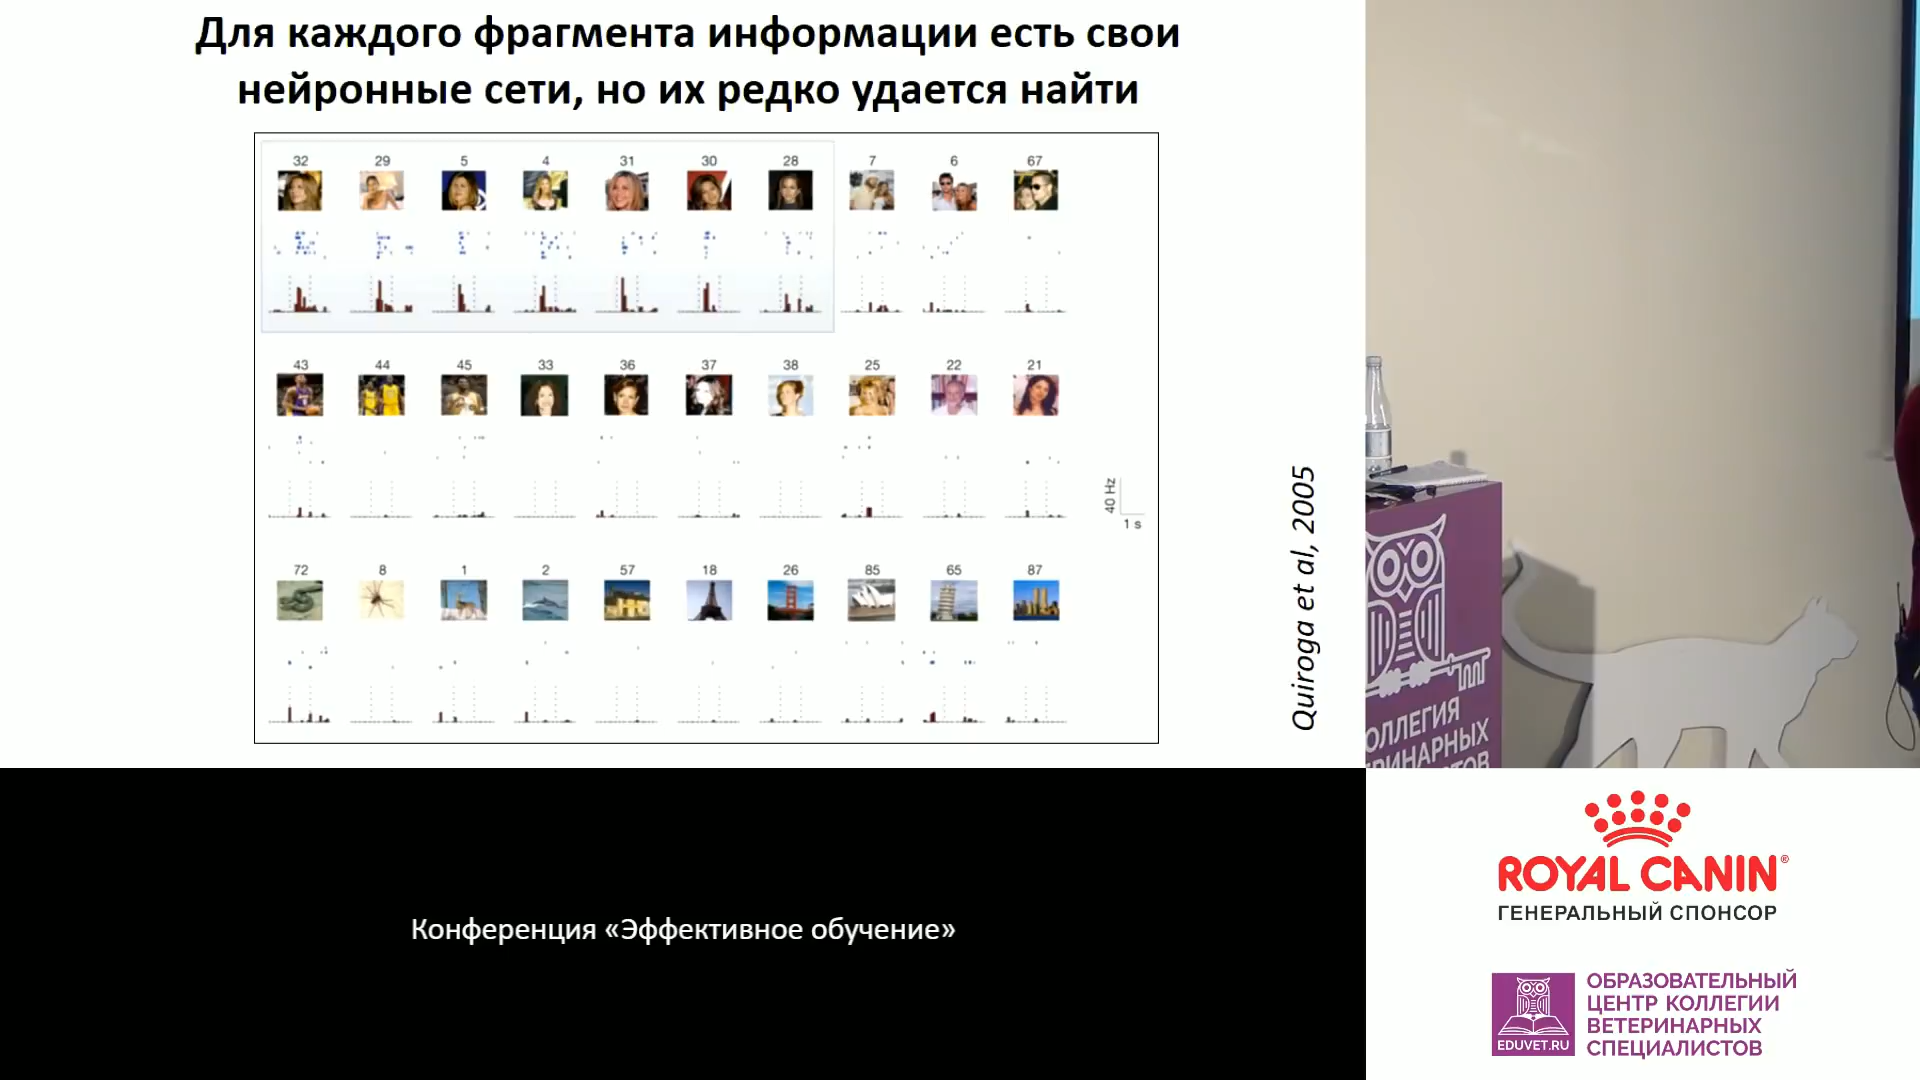 Для каждого фрагмента информации есть свои
нейронные сети, но их редко удается найти
32 29 5 4 31 30 28 7 6 67
43 44 45 33 36 37 38 25 22 21
40 Hz
1 s
72 8 1 2 57 18 26 85 65 87
Quiroga et al, 2005
ОЛЛЕГИЯ
РИНАРНЫХ
ТОВ
Конференция «Эффективное обучение»
ROYAL CANIN®
ГЕНЕРАЛЬНЫЙ СПОНСОР
EDUVET.RU
ОБРАЗОВАТЕЛЬНЫЙ
ЦЕНТР КОЛЛЕГИИ
ВЕТЕРИНАРНЫХ
СПЕЦИАЛИСТОВ